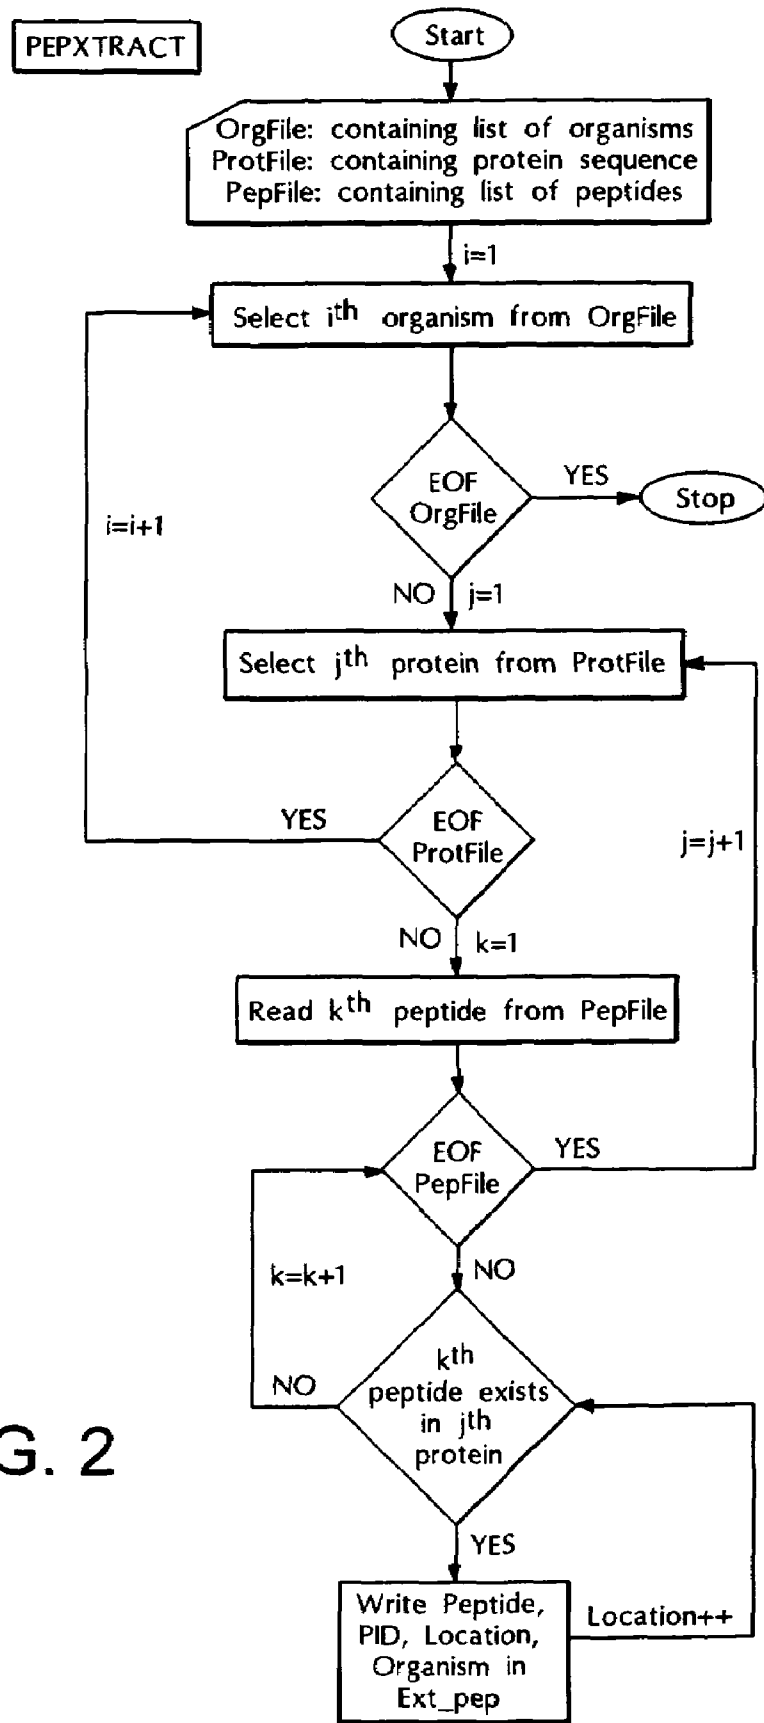 PEPXTRACT
Start
OrgFile: containing list of organisms
ProtFile: containing protein sequence
PepFile: containing list of peptides
i=1
Select ith organism from OrgFile
EOF
OrgFile
YES
Stop
i=i+1
NO j=1
Select jth protein from ProtFile
YES
EOF
ProtFile
j=j+1
NO k=1
Read kth peptide from PepFile
EOF
PepFile
YES
k=k+1
NO
kth
peptide exists
in jth
protein
NO
G. 2
YES
Write Peptide,
PID, Location,
Organism in
Ext_pep
Location++